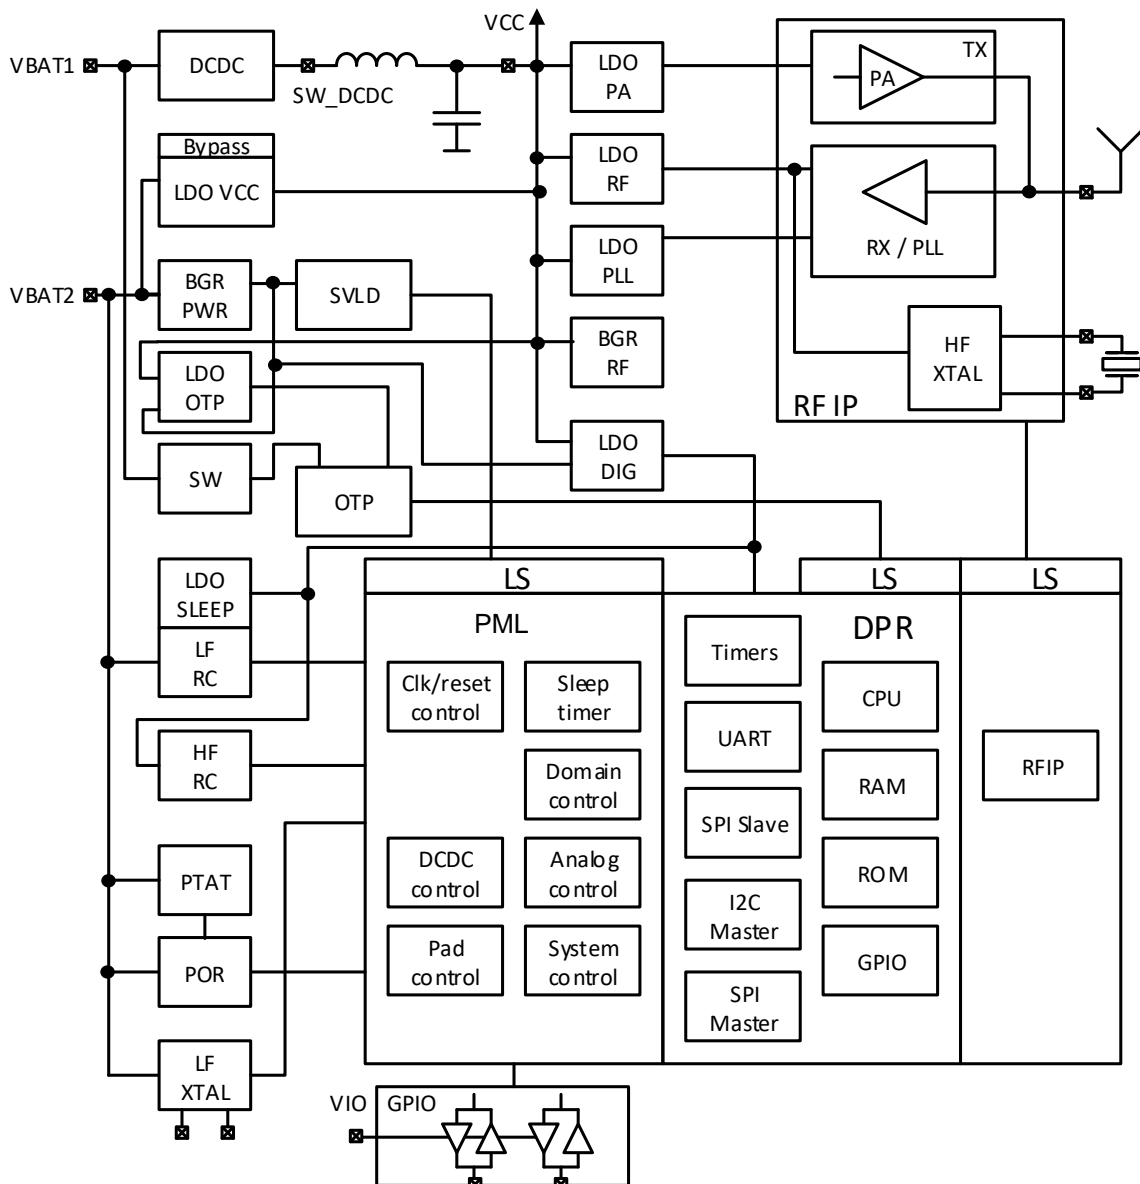 VCC
VBAT1
DCDC
SW_DCDC
LDO
PA
TX
PA
Bypass
LDO VCC
LDO
RF
RX / PLL
LDO
PLL
VBAT2
BGR
PWR
SVLD
BGR
RF
HF
XTAL
RF IP
LDO
OTP
LDO
DIG
SW
OTP
LDO
SLEEP
LF
RC
HF
RC
PTAT
POR
LF
XTAL
LS
PML
Clk/reset
control
Sleep
timer
Domain
control
DCDC
control
Analog
control
Pad
control
System
control
LS
DPR
Timers
UART
SPI Slave
I2C
Master
SPI
Master
CPU
RAM
ROM
GPIO
LS
RFIP
VIO
GPIO